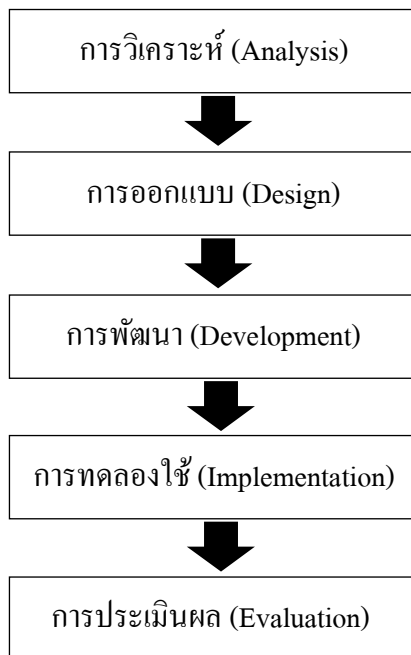 การวิเคราะห์ (Analysis)
การออกแบบ (Design)
การพัฒนา (Development)
การทดลองใช้ (Implementation)
การประเมินผล (Evaluation)